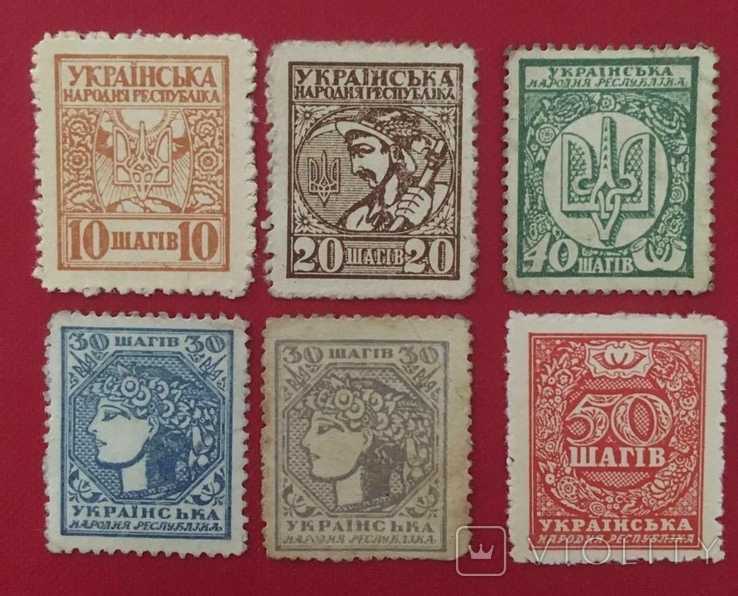 УКРАЇНСЬКА
НАРОДНЯ РЕСПУБЛІКА
10 ШАГІВ 10
УКРАЇНСЬКА
НАРОДНЯ РЕСПУБЛІКА
20 ШАГІВ 20
УКРАЇНСЬКА
НАРОДНЯ РЕСПУБЛІКА
40 ШАГІВ
30 ШАГІВ 30
УКРАЇНСЬКА
НАРОДНЯ РЕСПУБЛІКА
30 ШАГІВ 30
УКРАЇНСЬКА
НАРОДНЯ РЕСПУБЛІКА
50
ШАГІВ
УКРАЇНСЬКА
НАРОДНЯ РЕСПУБЛІКА
VIOLITY